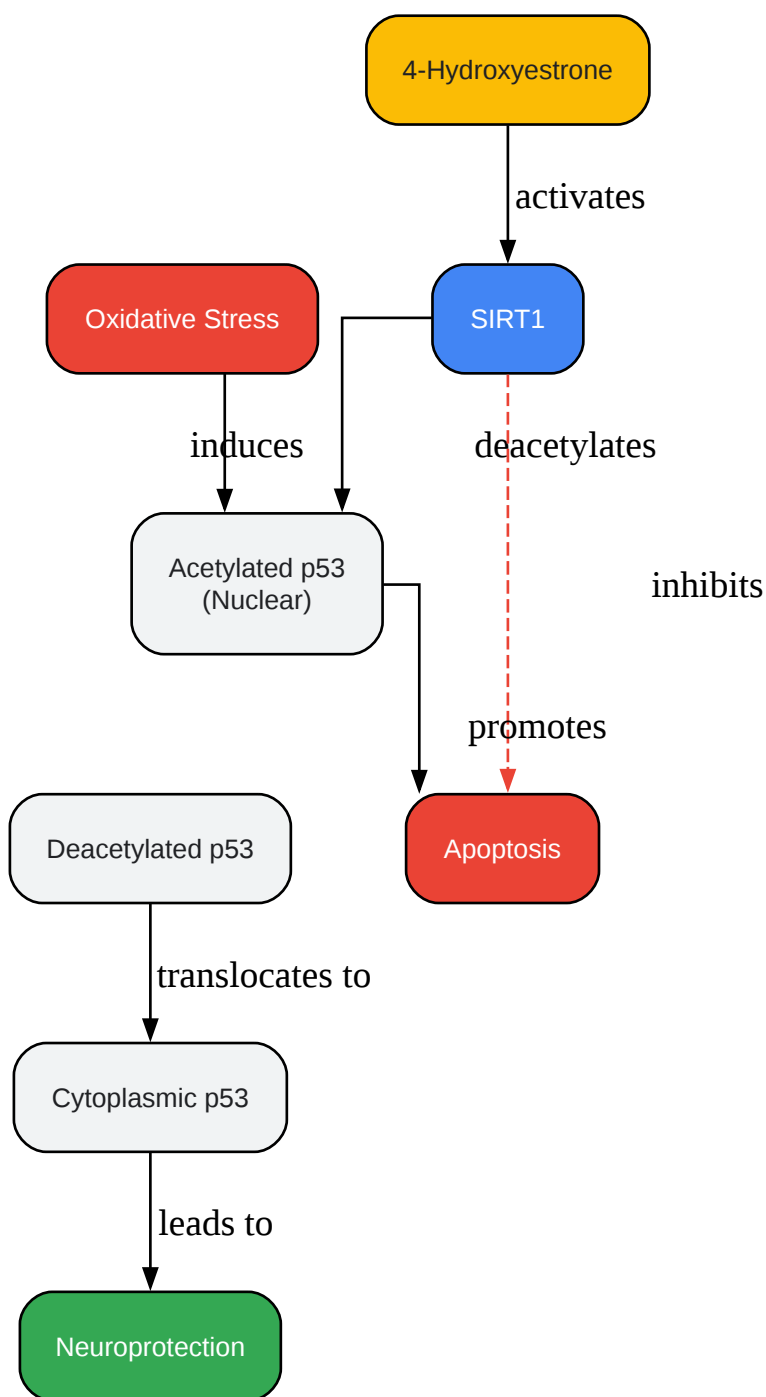 4-Hydroxyestrone
activates
Oxidative Stress
SIRT1
induces
deacetylates
Acetylated p53
(Nuclear)
inhibits
promotes
Deacetylated p53
Apoptosis
translocates to
Cytoplasmic p53
leads to
Neuroprotection